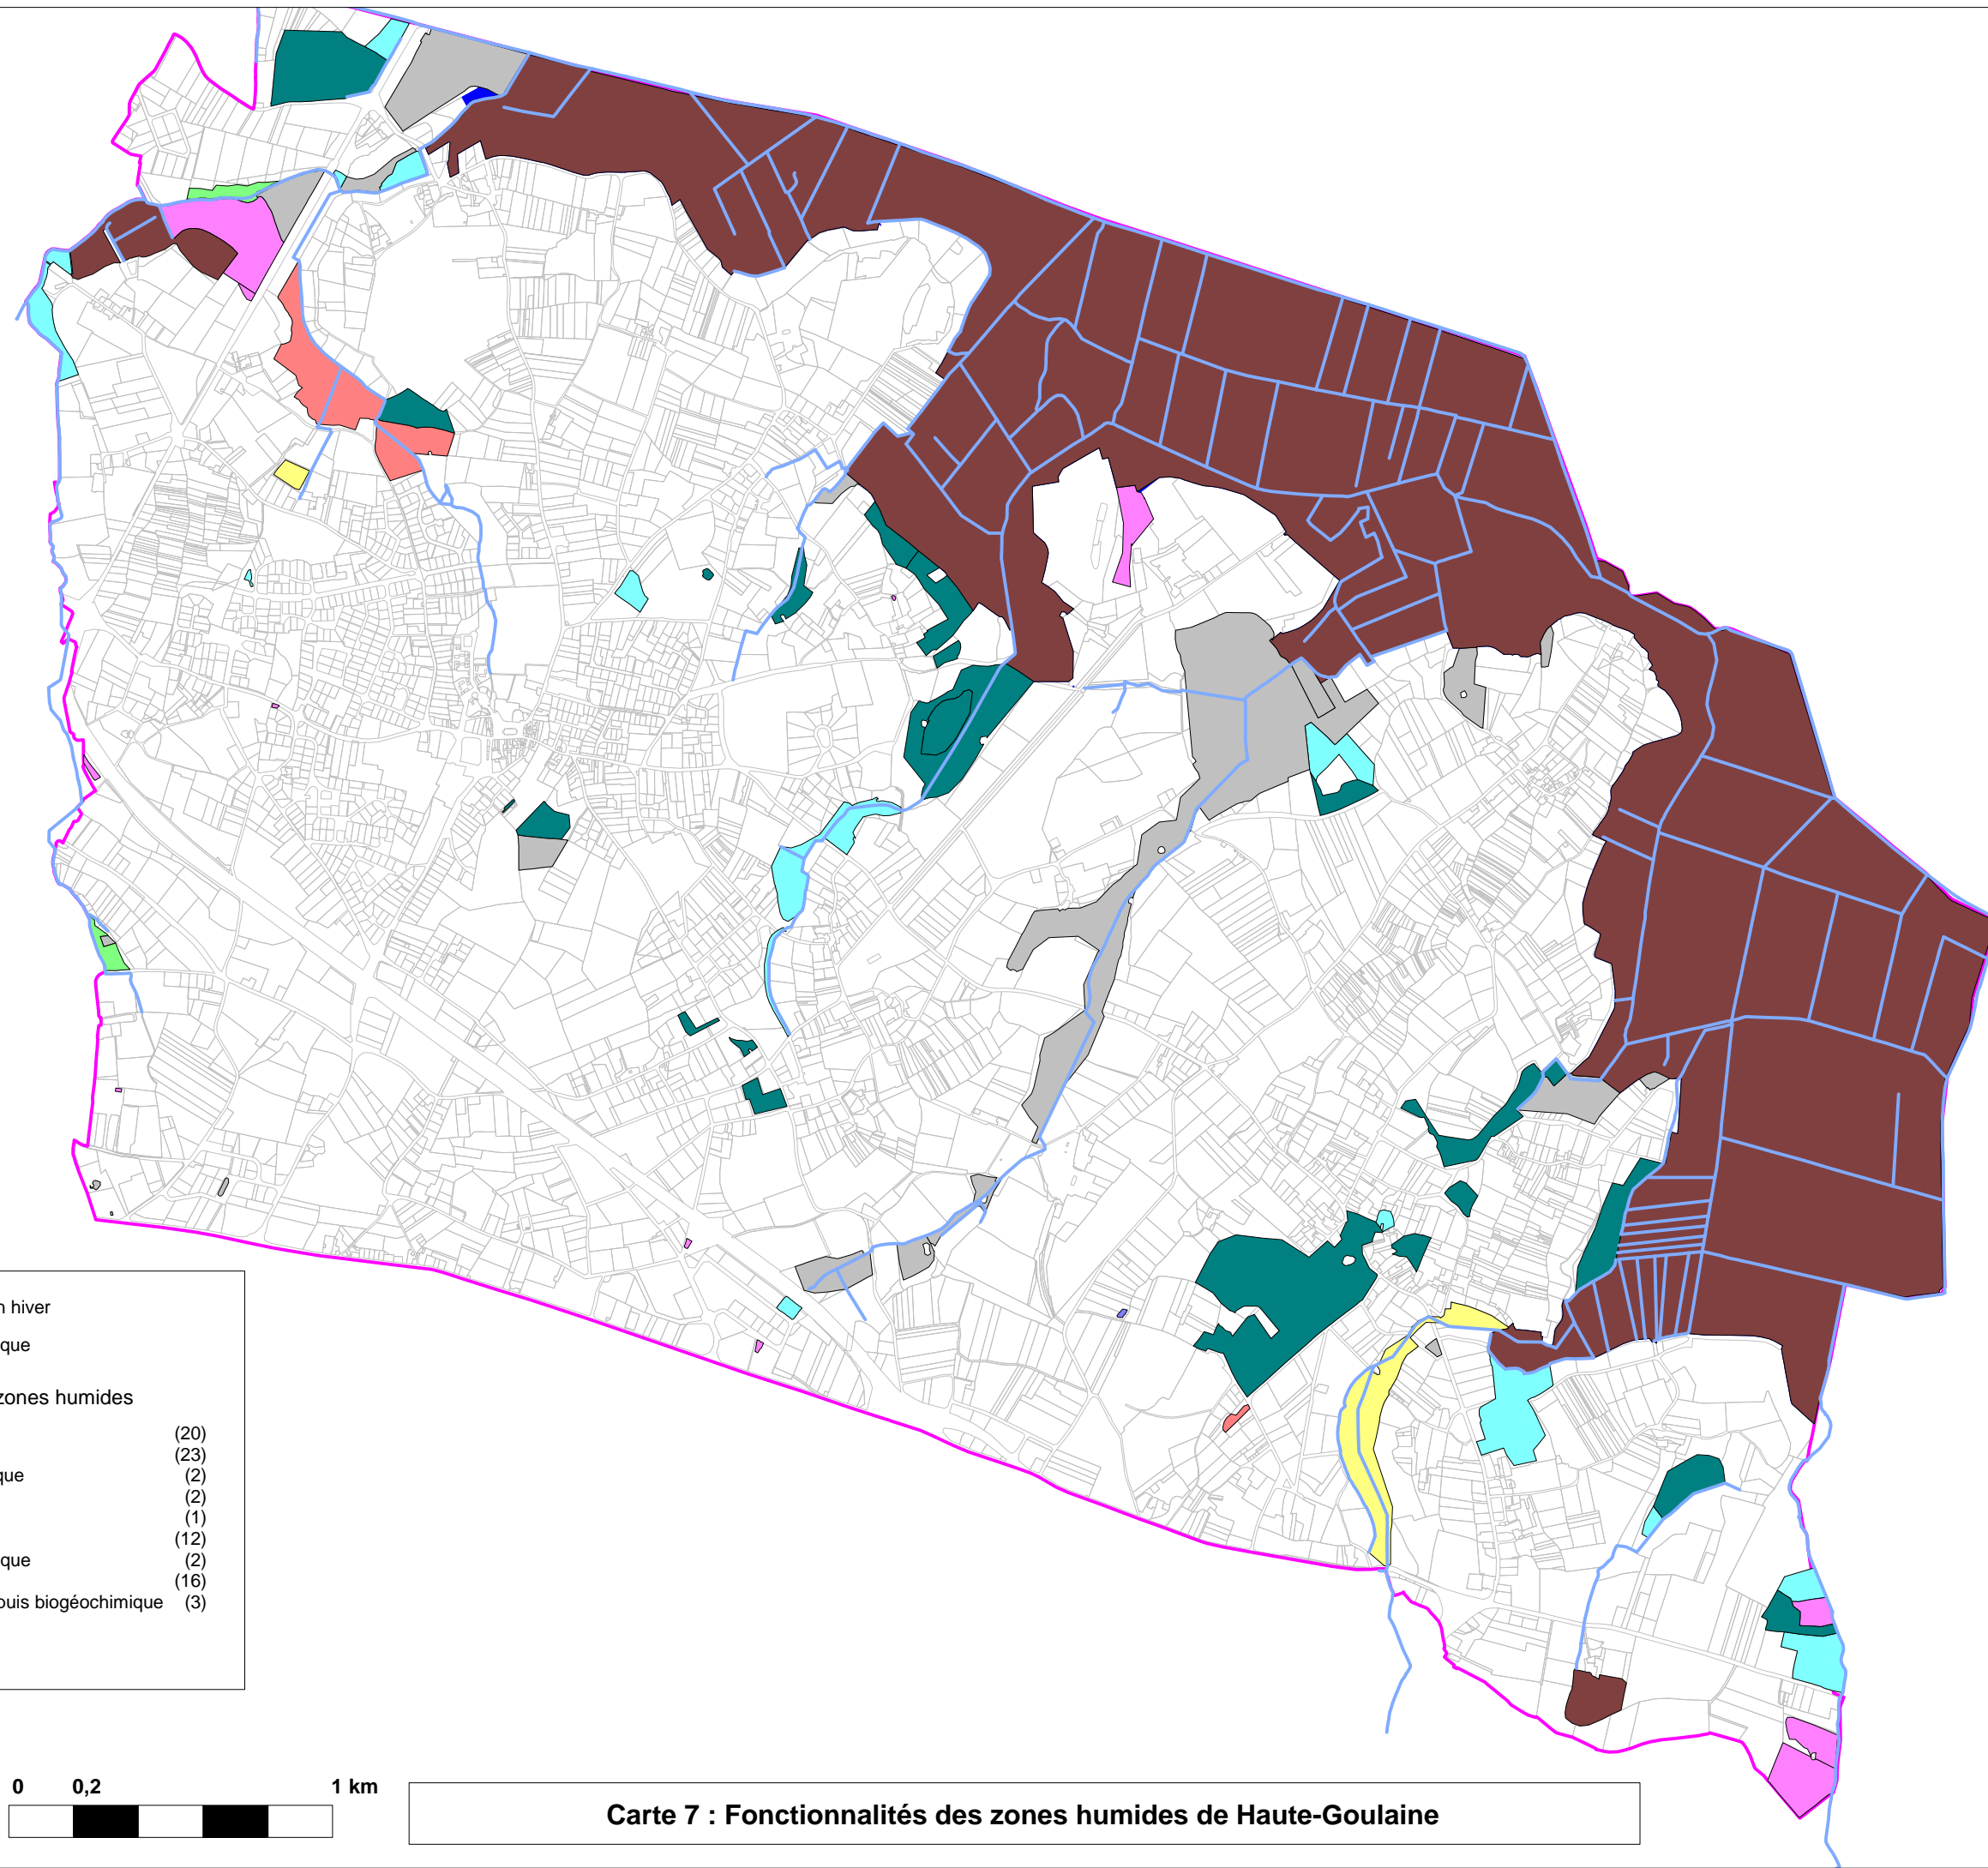 n hiver
que
zones humides
(20)
(23)
que (2)
(2)
(1)
(12)
que (2)
(16)
ouis biogéochimique (3)
0 0,2 1 km
Carte 7 : Fonctionnalités des zones humides de Haute-Goulaine